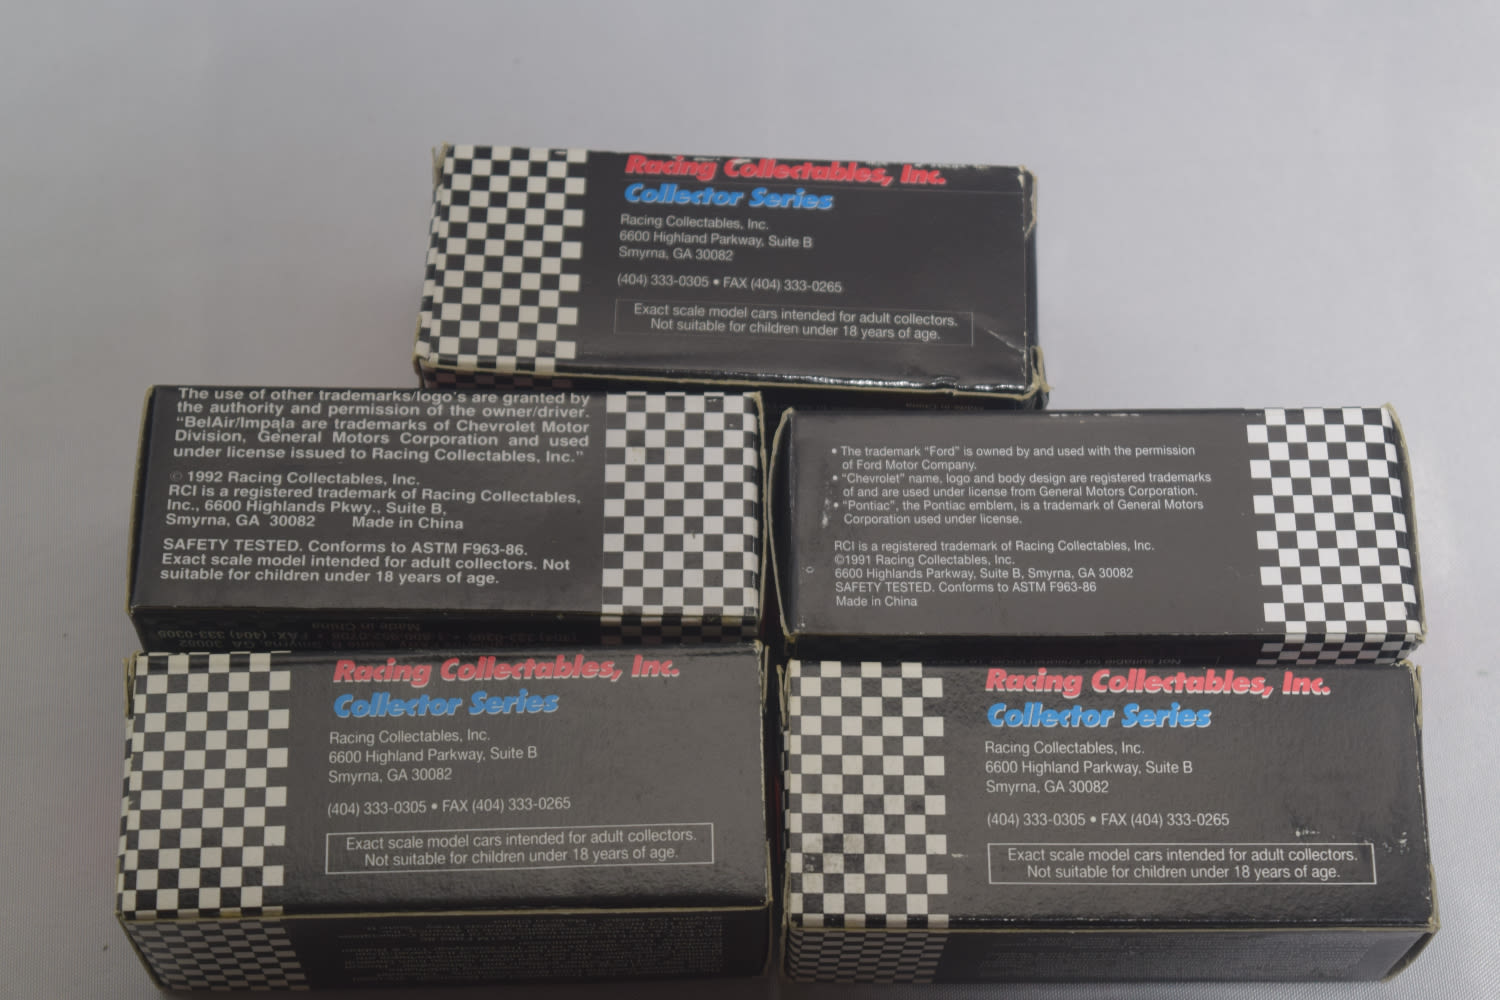 Racing Collectables, Inc.
Collector Series
Racing Collectables, Inc.
6600 Highland Parkway, Suite B
Smyrna, GA 30082
(404) 333-0305 • FAX (404) 333-0265
Exact scale model cars intended for adult collectors.
Not suitable for children under 18 years of age.
The use of other trademarks/logo's are granted by
the authority and permission of the owner/driver.
"BelAir/Impala are trademarks of Chevrolet Motor
Division, General Motors Corporation and used
under license issued to Racing Collectables, Inc."
© 1992 Racing Collectables, Inc.
RCI is a registered trademark of Racing Collectables,
Inc., 6600 Highlands Pkwy., Suite B,
Smyrna, GA 30082 Made in China
SAFETY TESTED. Conforms to ASTM F963-86.
Exact scale model intended for adult collectors. Not
suitable for children under 18 years of age.
• The trademark "Ford" is owned by and used with the permission
of Ford Motor Company.
• "Chevrolet" name, logo and body design are registered trademarks
of and are used under license from General Motors Corporation.
• "Pontiac", the Pontiac emblem, is a trademark of General Motors
Corporation used under license.
RCI is a registered trademark of Racing Collectables, Inc.
©1991 Racing Collectables, Inc.
6600 Highlands Parkway, Suite B, Smyrna, GA 30082
SAFETY TESTED. Conforms to ASTM F963-86
Made in China
Racing Collectables, Inc.
Collector Series
Racing Collectables, Inc.
6600 Highland Parkway, Suite B
Smyrna, GA 30082
(404) 333-0305 • FAX (404) 333-0265
Exact scale model cars intended for adult collectors.
Not suitable for children under 18 years of age.
Racing Collectables, Inc.
Collector Series
Racing Collectables, Inc.
6600 Highland Parkway, Suite B
Smyrna, GA 30082
(404) 333-0305 • FAX (404) 333-0265
Exact scale model cars intended for adult collectors.
Not suitable for children under 18 years of age.